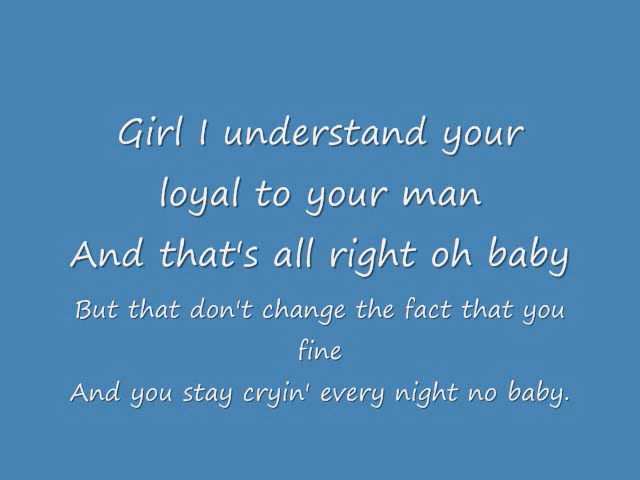 Girl I understand your
loyal to your man
And that's all right oh baby
But that don't change the fact that you
fine
And you stay cryin' every night no baby.